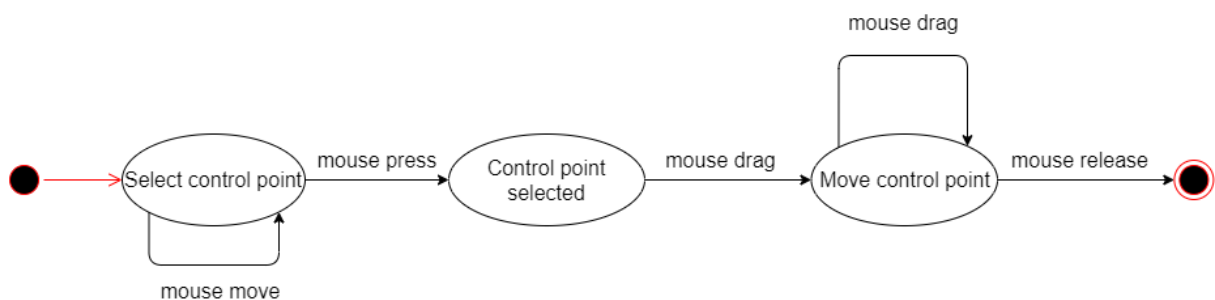 mouse drag
mouse press
mouse drag
mouse release
Select control point
Control point
selected
Move control point
mouse move